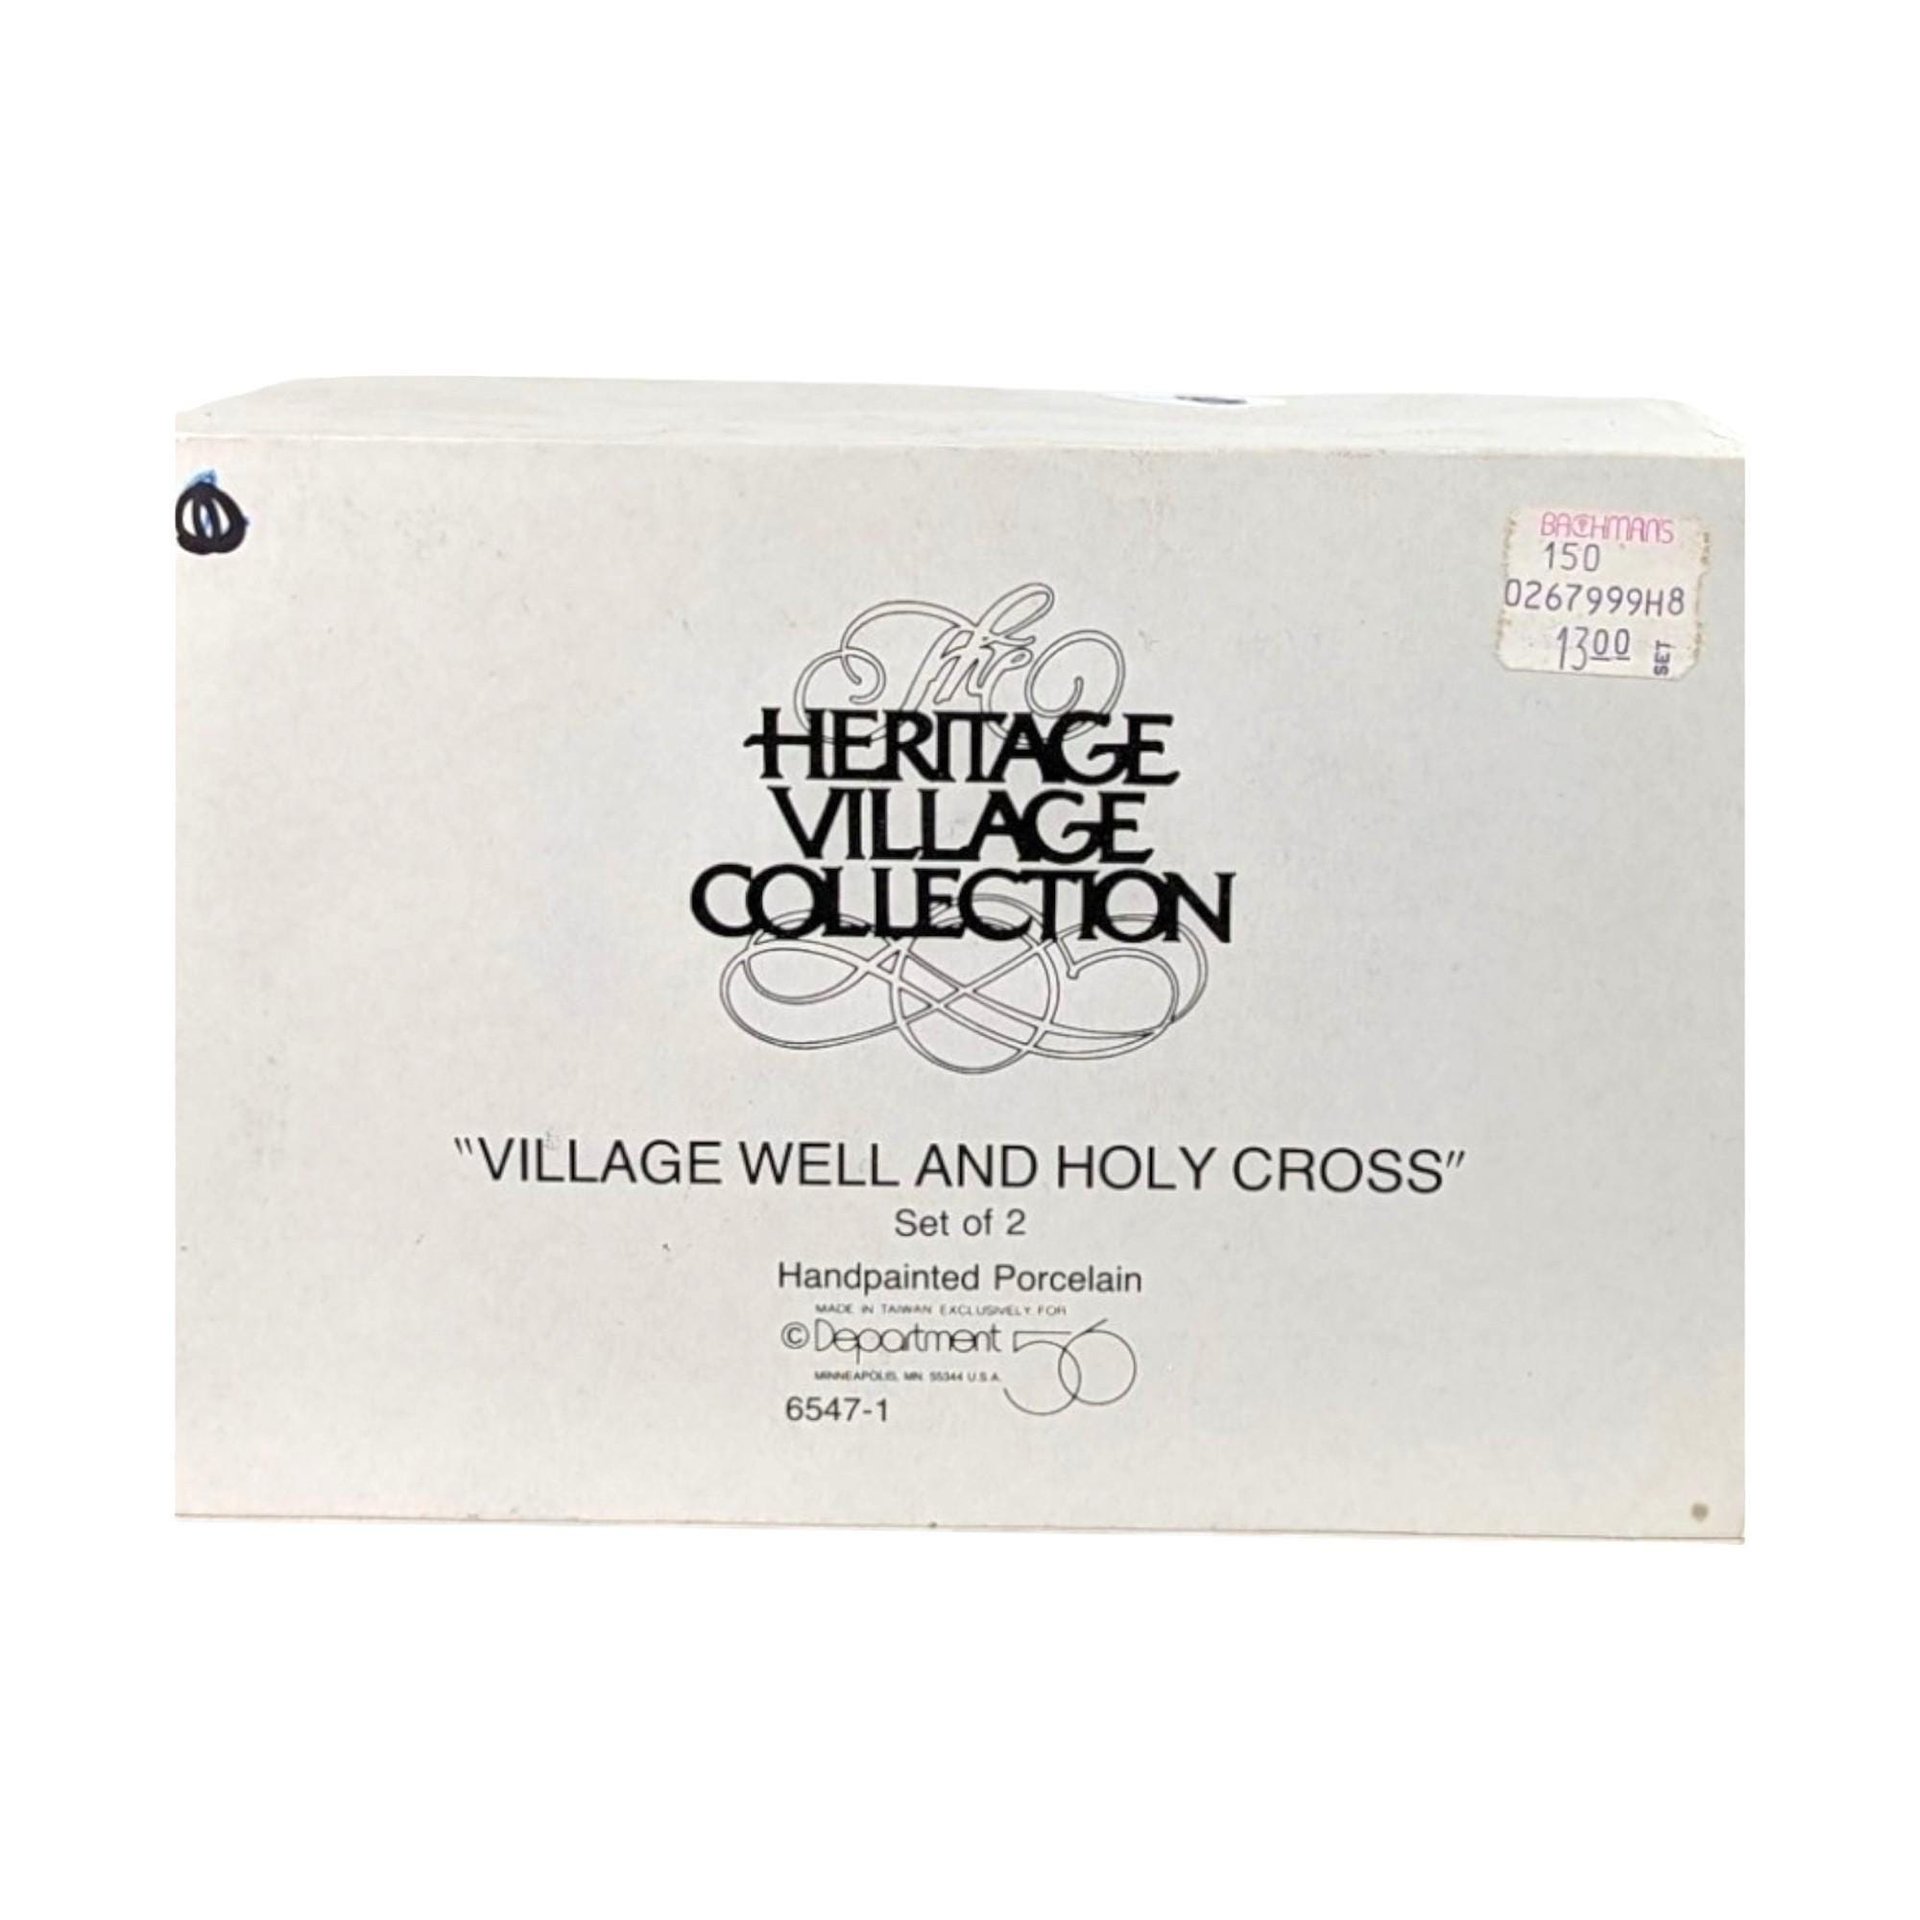 BACHMAN'S
150
0267999H8
13.00 SET
The
HERITAGE
VILLAGE
COLLECTION
"VILLAGE WELL AND HOLY CROSS"
Set of 2
Handpainted Porcelain
MADE IN TAIWAN EXCLUSIVELY FOR
© Department 56
MINNEAPOLIS, MN 55344 U.S.A.
6547-1